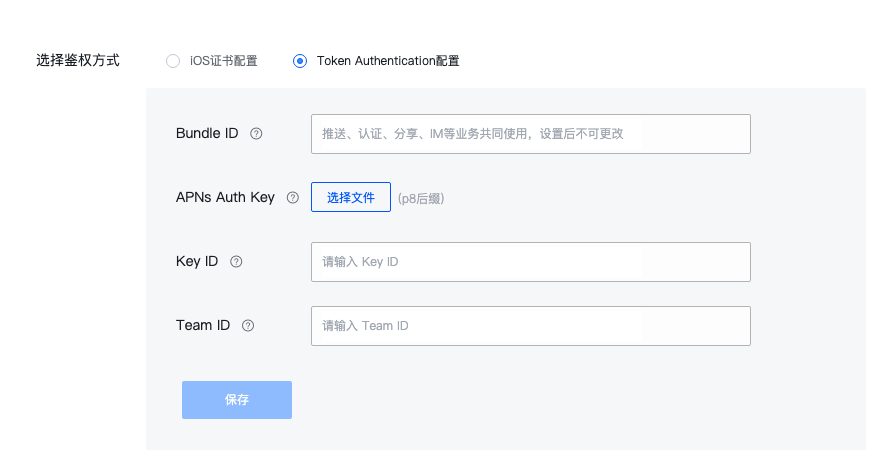 选择鉴权方式 iOS证书配置 Token Authentication配置
Bundle ID ? 推送、认证、分享、IM等业务共同使用，设置后不可更改
APNs Auth Key ? 选择文件 (p8后缀)
Key ID ? 请输入 Key ID
Team ID ? 请输入 Team ID
保存